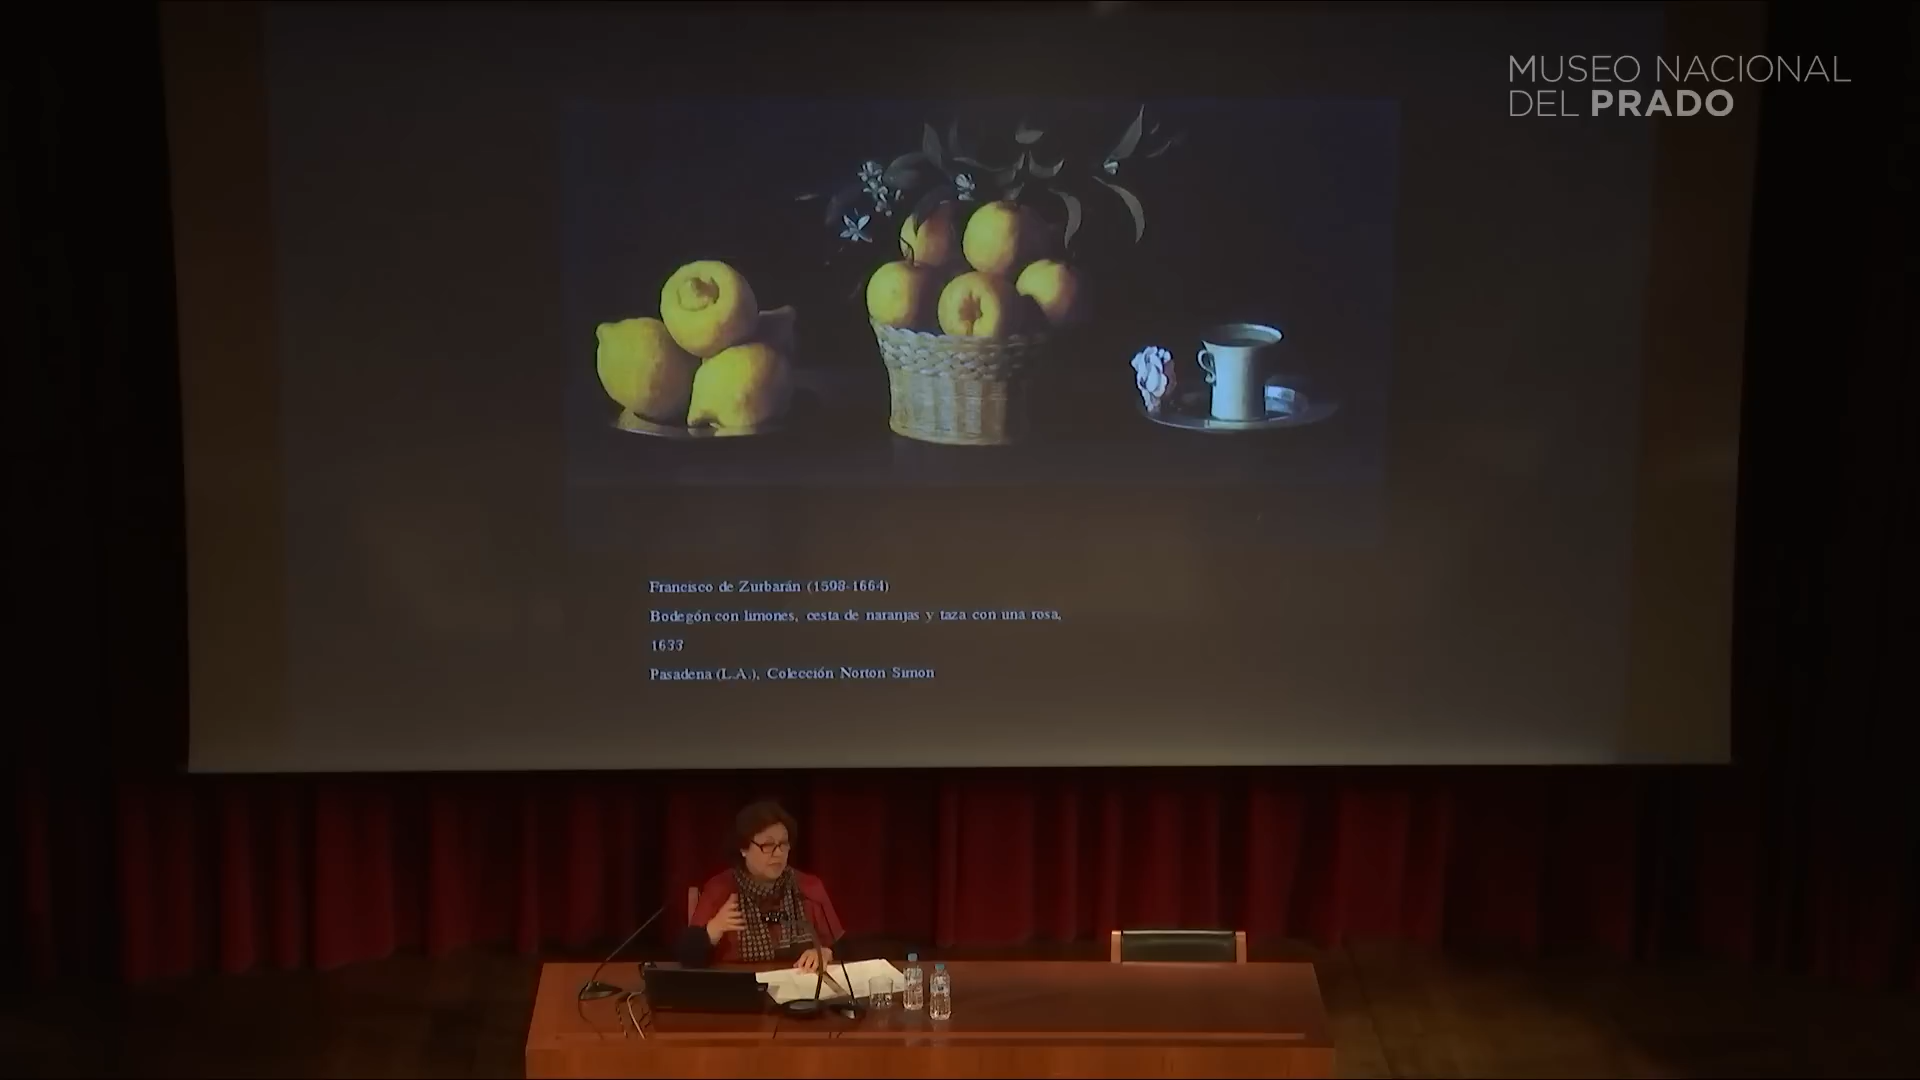 MUSEO NACIONAL
DEL PRADO
Francisco de Zurbarán (1598-1664)
Bodegón con limones, cesta de naranjas y taza con una rosa,
1633
Pasadena (L.A.), Colección Norton Simon